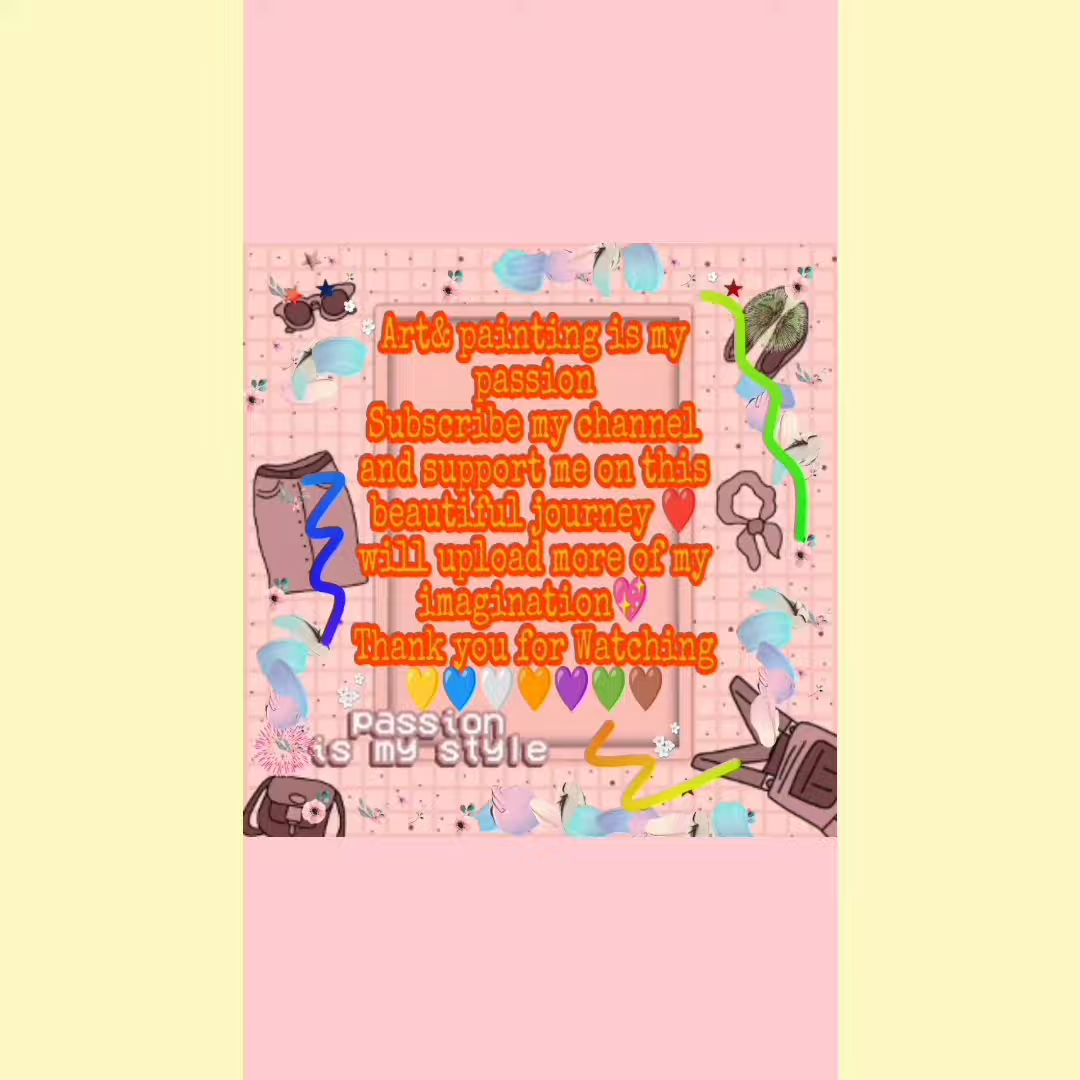 Art& painting is my
passion
Subscribe my channel
and support me on this
beautiful journey ❤️
will upload more of my
imagination💖
Thank you for Watching
💛💙🤍🧡💜💚🤎
passion
is my style